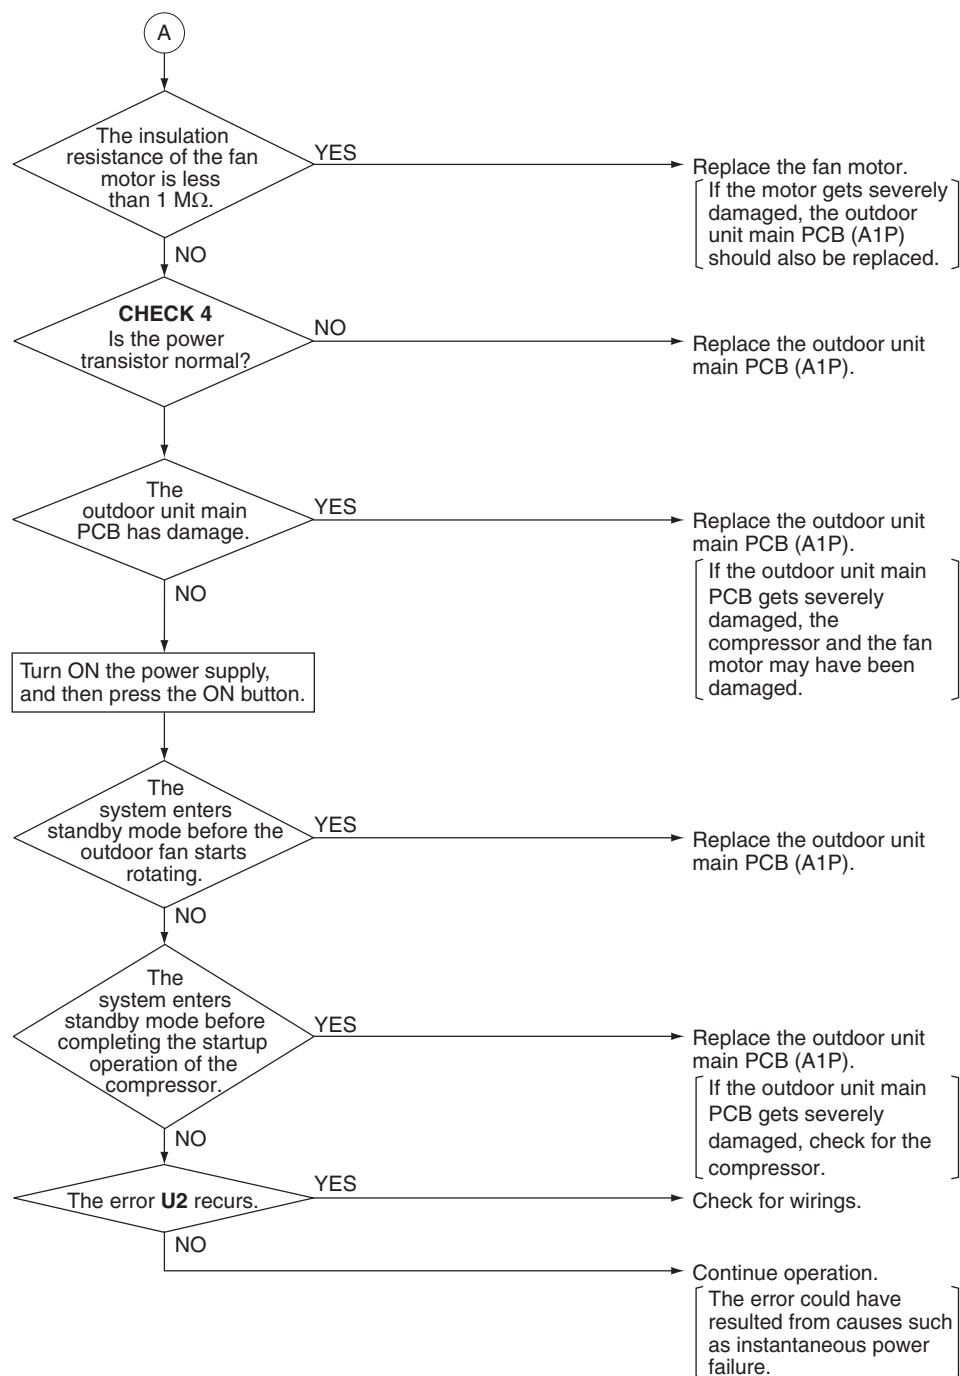 A
The insulation
resistance of the fan
motor is less
than 1 MΩ.
YES
Replace the fan motor.
If the motor gets severely
damaged, the outdoor
unit main PCB (A1P)
should also be replaced.
NO
CHECK 4
Is the power
transistor normal?
NO
Replace the outdoor unit
main PCB (A1P).
The
outdoor unit main
PCB has damage.
YES
Replace the outdoor unit
main PCB (A1P).
If the outdoor unit main
PCB gets severely
damaged, the
compressor and the fan
motor may have been
damaged.
NO
Turn ON the power supply,
and then press the ON button.
The
system enters
standby mode before the
outdoor fan starts
rotating.
YES
Replace the outdoor unit
main PCB (A1P).
NO
The
system enters
standby mode before
completing the startup
operation of the
compressor.
YES
Replace the outdoor unit
main PCB (A1P).
If the outdoor unit main
PCB gets severely
damaged, check for the
compressor.
NO
The error U2 recurs.
YES
Check for wirings.
NO
Continue operation.
The error could have
resulted from causes such
as instantaneous power
failure.